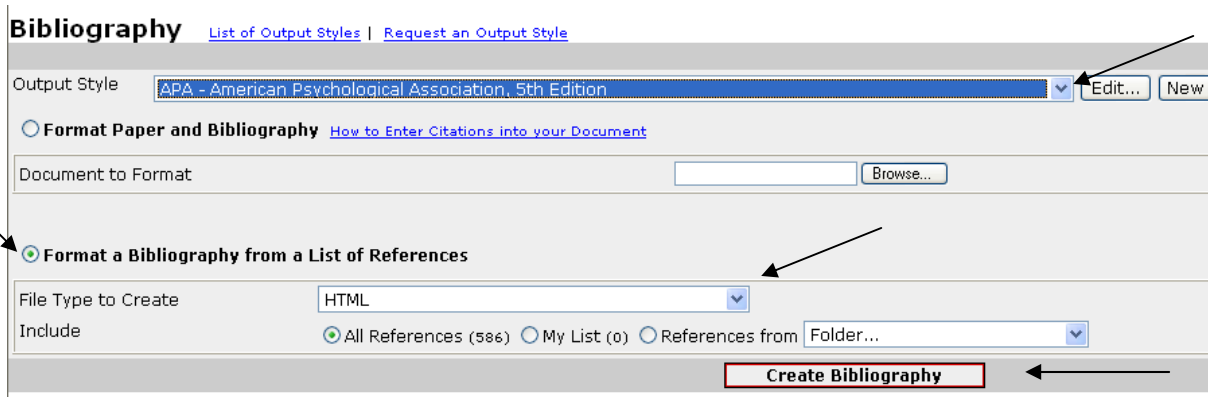 Bibliography List of Output Styles | Request an Output Style
Output Style APA - American Psychological Association, 5th Edition Edit... New
Format Paper and Bibliography How to Enter Citations into your Document
Document to Format Browse...
Format a Bibliography from a List of References
File Type to Create HTML
Include All References (586) My List (0) References from Folder...
Create Bibliography